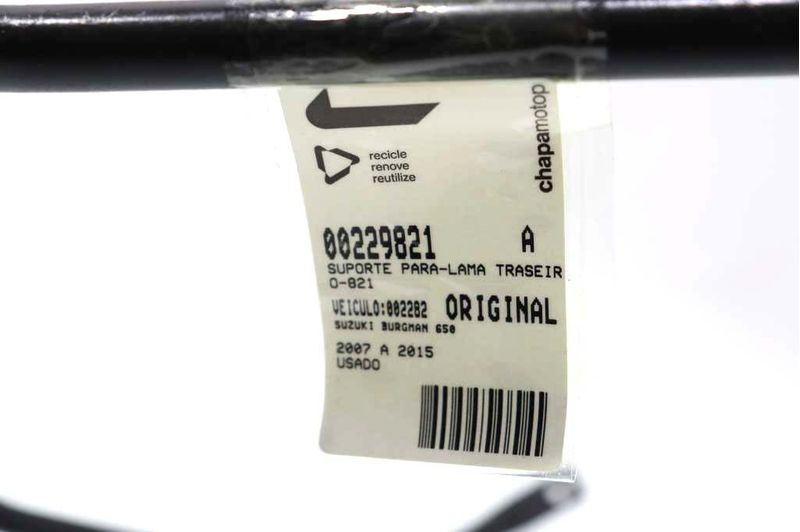 recicle
renove
reutilize
chapamotop
00229821 A
SUPORTE PARA-LAMA TRASEIR
O-821
VEICULO:002282 ORIGINAL
SUZUKI BURGMAN 650
2007 A 2015
USADO